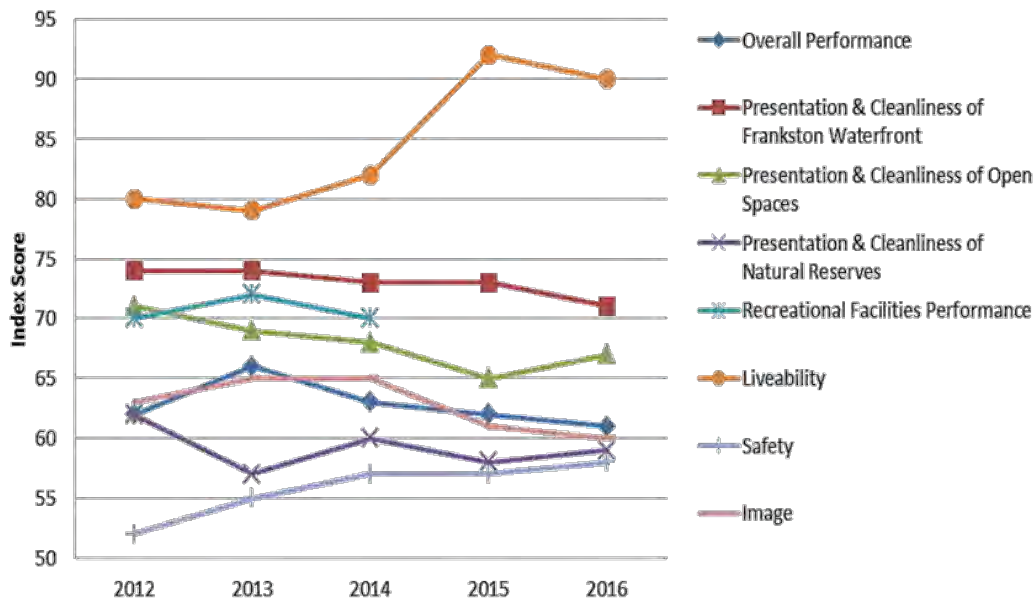 95
90
85
80
75
70
65
60
55
50
Index Score
2012 2013 2014 2015 2016
Overall Performance
Presentation & Cleanliness of
Frankston Waterfront
Presentation & Cleanliness of Open
Spaces
Presentation & Cleanliness of
Natural Reserves
Recreational Facilities Performance
Liveability
Safety
Image